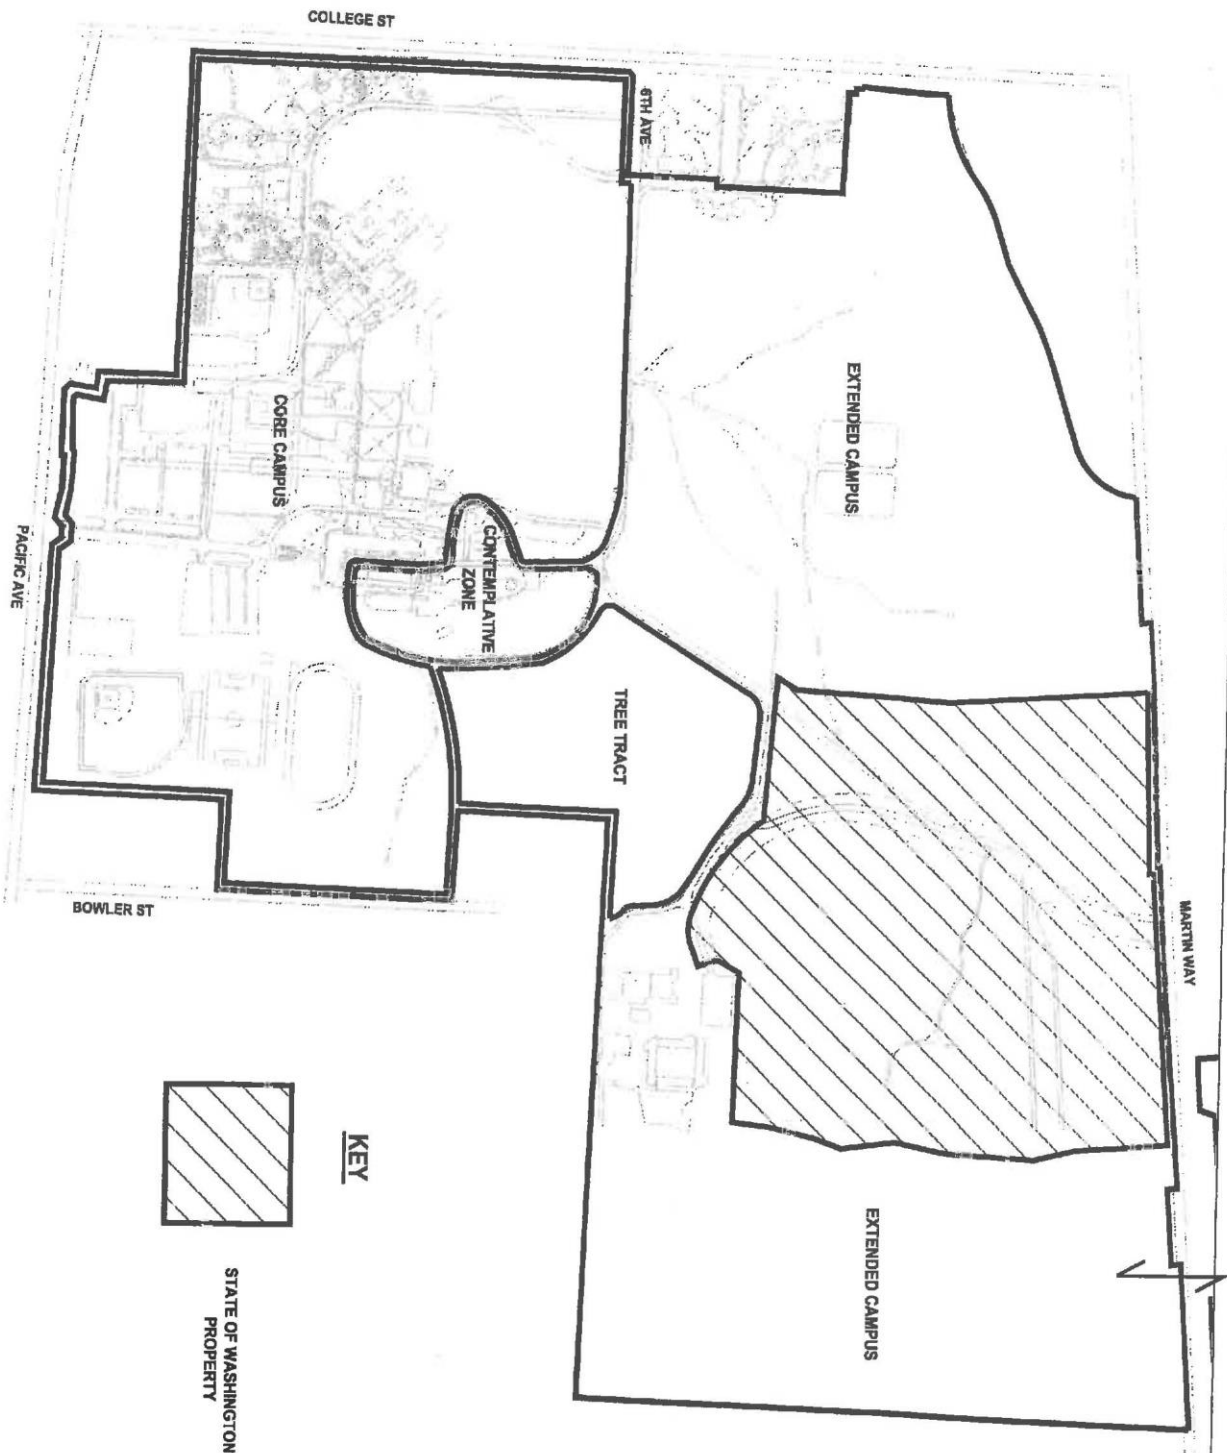 COLLEGE ST
6TH AVE
EXTENDED CAMPUS
CORE CAMPUS
CONTEMPLATIVE
ZONE
PACIFIC AVE
TREE TRACT
BOWLER ST
MARTIN WAY
EXTENDED CAMPUS
KEY
STATE OF WASHINGTON
PROPERTY